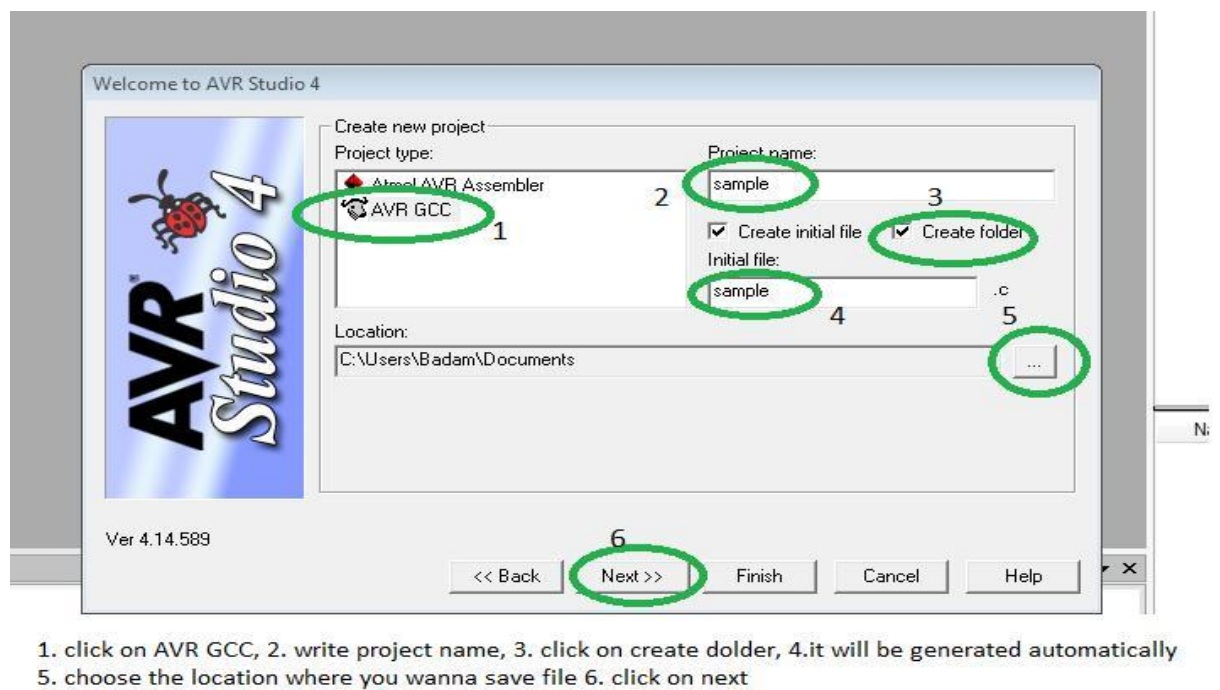 Welcome to AVR Studio 4
Create new project
Project type:
Project name:
Atmel AVR Assembler
2
sample
3
AVR GCC
1
Create initial file
Create folder
Initial file:
sample
.c
4
5
Location:
C:\Users\Badam\Documents
...
AVR
Studio 4
Ver 4.14.589
6
<< Back
Next >>
Finish
Cancel
Help
1. click on AVR GCC, 2. write project name, 3. click on create dolder, 4.it will be generated automatically
5. choose the location where you wanna save file 6. click on next